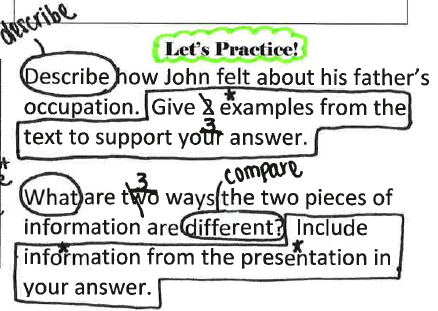 describe
Let's Practice!
Describe how John felt about his father's
occupation. Give 2 * examples from the
3
text to support your answer.
3 compare
What are two ways the two pieces of
information are different? Include
information from the presentation in
your answer.